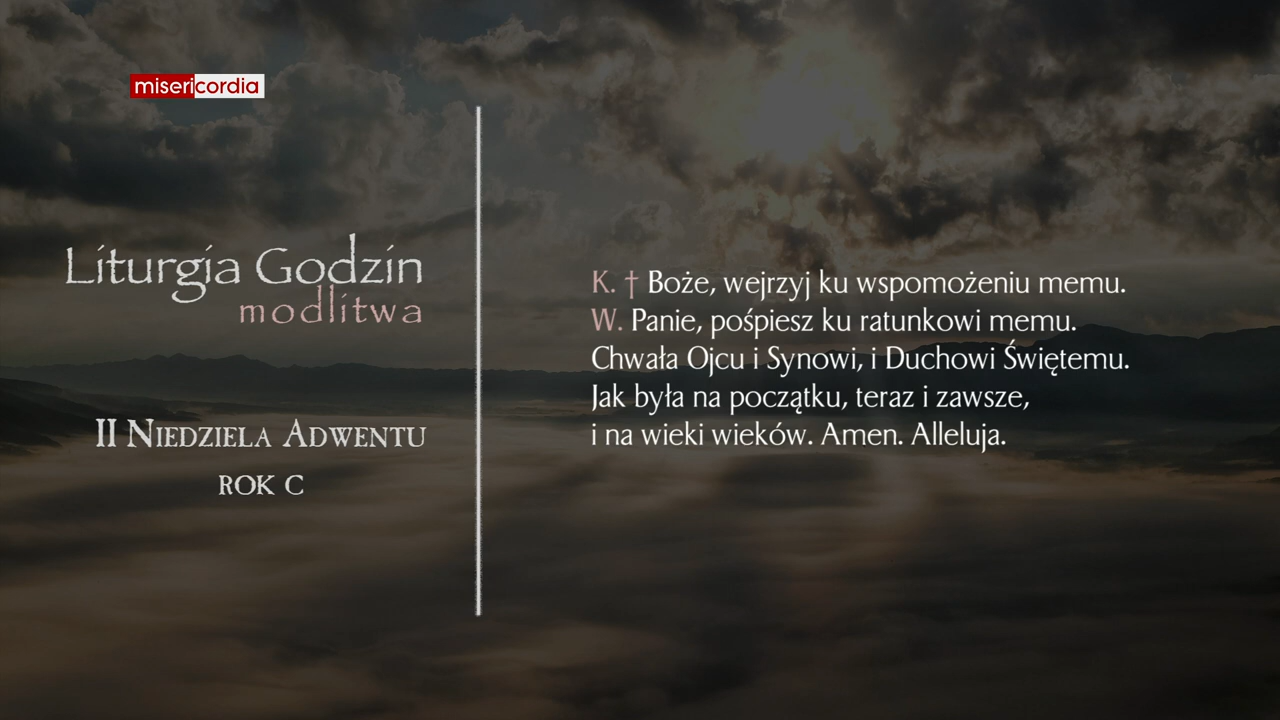 misericordia
Liturgia Godzin
modlitwa
II Niedziela Adwentu
rok C
K. † Boże, wejrzyj ku wspomożeniu memu.
W. Panie, pośpiesz ku ratunkowi memu.
Chwała Ojcu i Synowi, i Duchowi Świętemu.
Jak była na początku, teraz i zawsze,
i na wieki wieków. Amen. Alleluja.